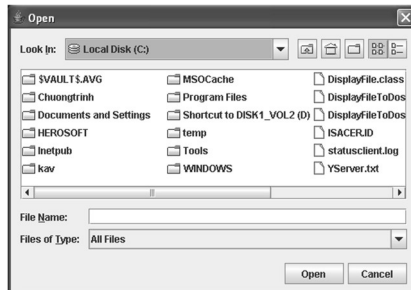 Open
Look In: Local Disk (C:)
$VAULT$.AVG
Chuongtrinh
Documents and Settings
HEROSOFT
Inetpub
kav
MSOCache
Program Files
Shortcut to DISK1_VOL2 (D)
temp
Tools
WINDOWS
DisplayFile.class
DisplayFileToDos
DisplayFileToDos
ISACER.ID
statusclient.log
YServer.txt
File Name:
Files of Type: All Files
Open Cancel